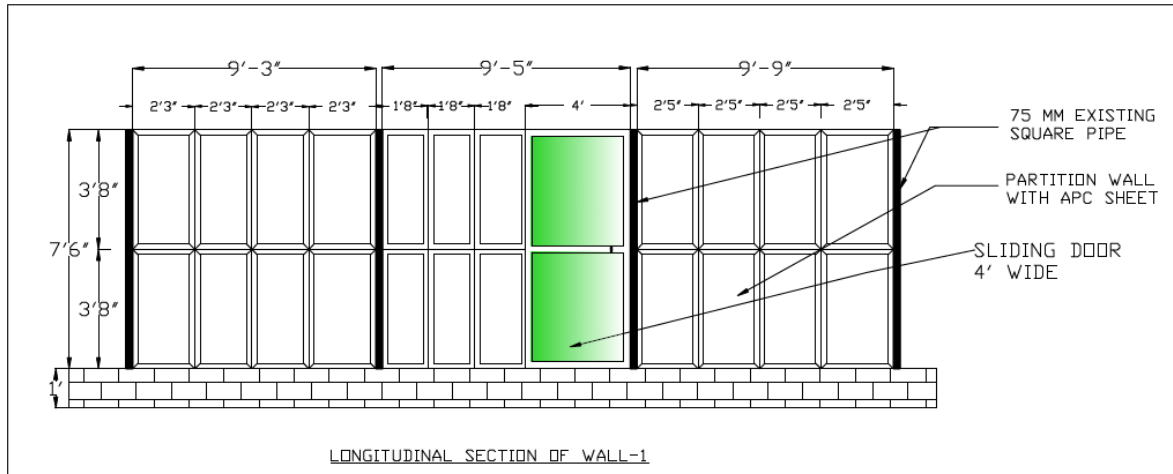 9'-3"
9'-5"
9'-9"
2'3"
2'3"
2'3"
2'3"
1'8"
1'8"
1'8"
4'
2'5"
2'5"
2'5"
2'5"
75 MM EXISTING
SQUARE PIPE
PARTITION WALL
WITH APC SHEET
SLIDING DOOR
4' WIDE
3'8"
7'6"
3'8"
1'
LONGITUDINAL SECTION OF WALL-1